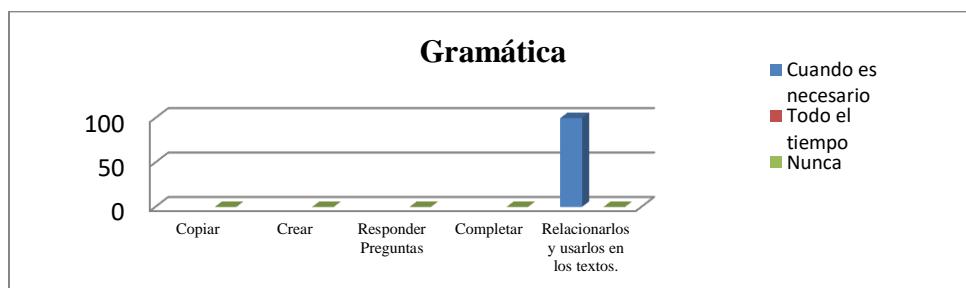 Gramática
Cuando es
necesario
Todo el
tiempo
Nunca
100
50
0
Copiar
Crear
Responder
Preguntas
Completar
Relacionarlos
y usarlos en
los textos.